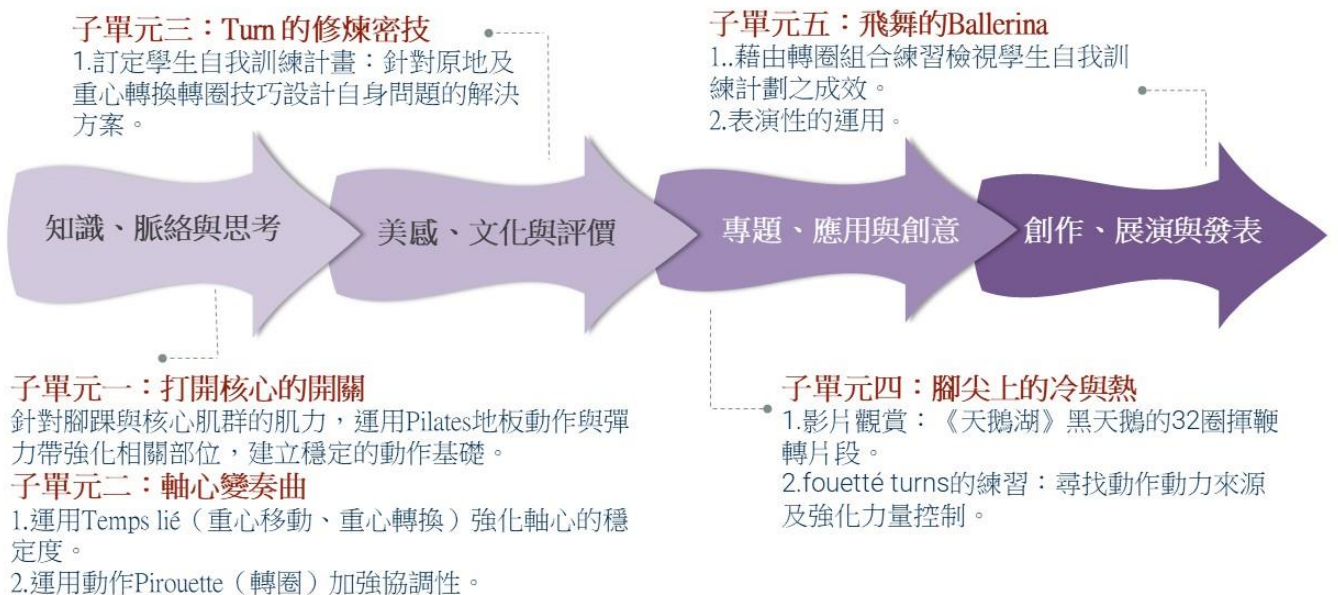 子單元三：Turn 的修煉密技
1.訂定學生自我訓練計畫：針對原地及
重心轉換轉圈技巧設計自身問題的解決
方案。
子單元五：飛舞的Ballerina
1..藉由轉圈組合練習檢視學生自我訓
練計劃之成效。
2.表演性的運用。
知識、脈絡與思考
美感、文化與評價
專題、應用與創意
創作、展演與發表
子單元一：打開核心的開關
針對腳踝與核心肌群的肌力，運用Pilates地板動作與彈
力帶強化相關部位，建立穩定的動作基礎。
子單元二：軸心變奏曲
1.運用Temps lié（重心移動、重心轉換）強化軸心的穩
定度。
2.運用動作Pirouette（轉圈）加強協調性。
子單元四：腳尖上的冷與熱
1.影片觀賞：《天鵝湖》黑天鵝的32圈揮鞭
轉片段。
2.fouetté turns的練習：尋找動作動力來源
及強化力量控制。